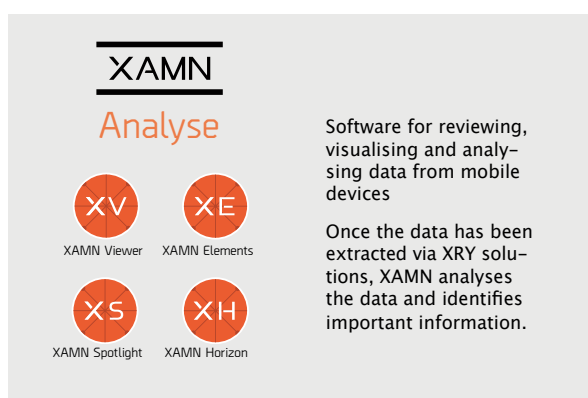 XAMN
Analyse
XV
XE
XAMN Viewer
XAMN Elements
XS
XH
XAMN Spotlight
XAMN Horizon
Software for reviewing,
visualising and analy-
sing data from mobile
devices
Once the data has been
extracted via XRY solu-
tions, XAMN analyses
the data and identifies
important information.